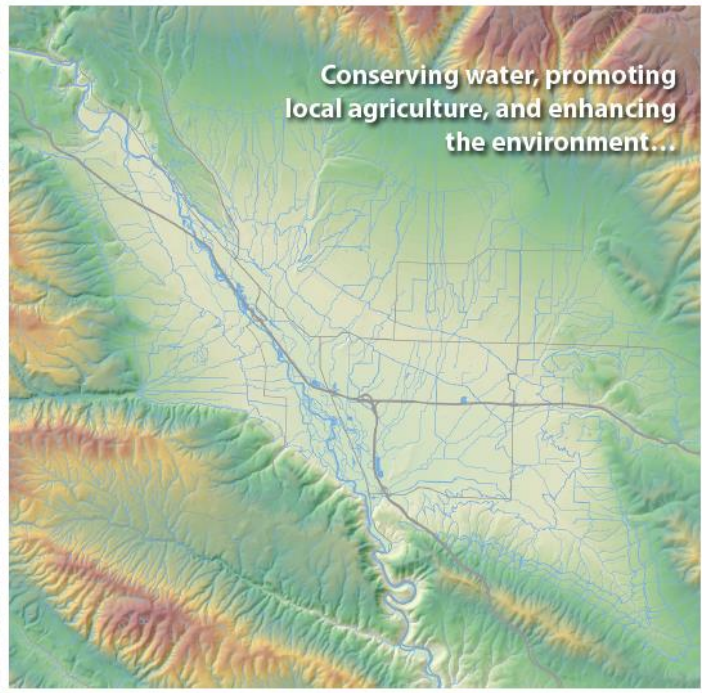 Conserving water, promoting
local agriculture, and enhancing
the environment...